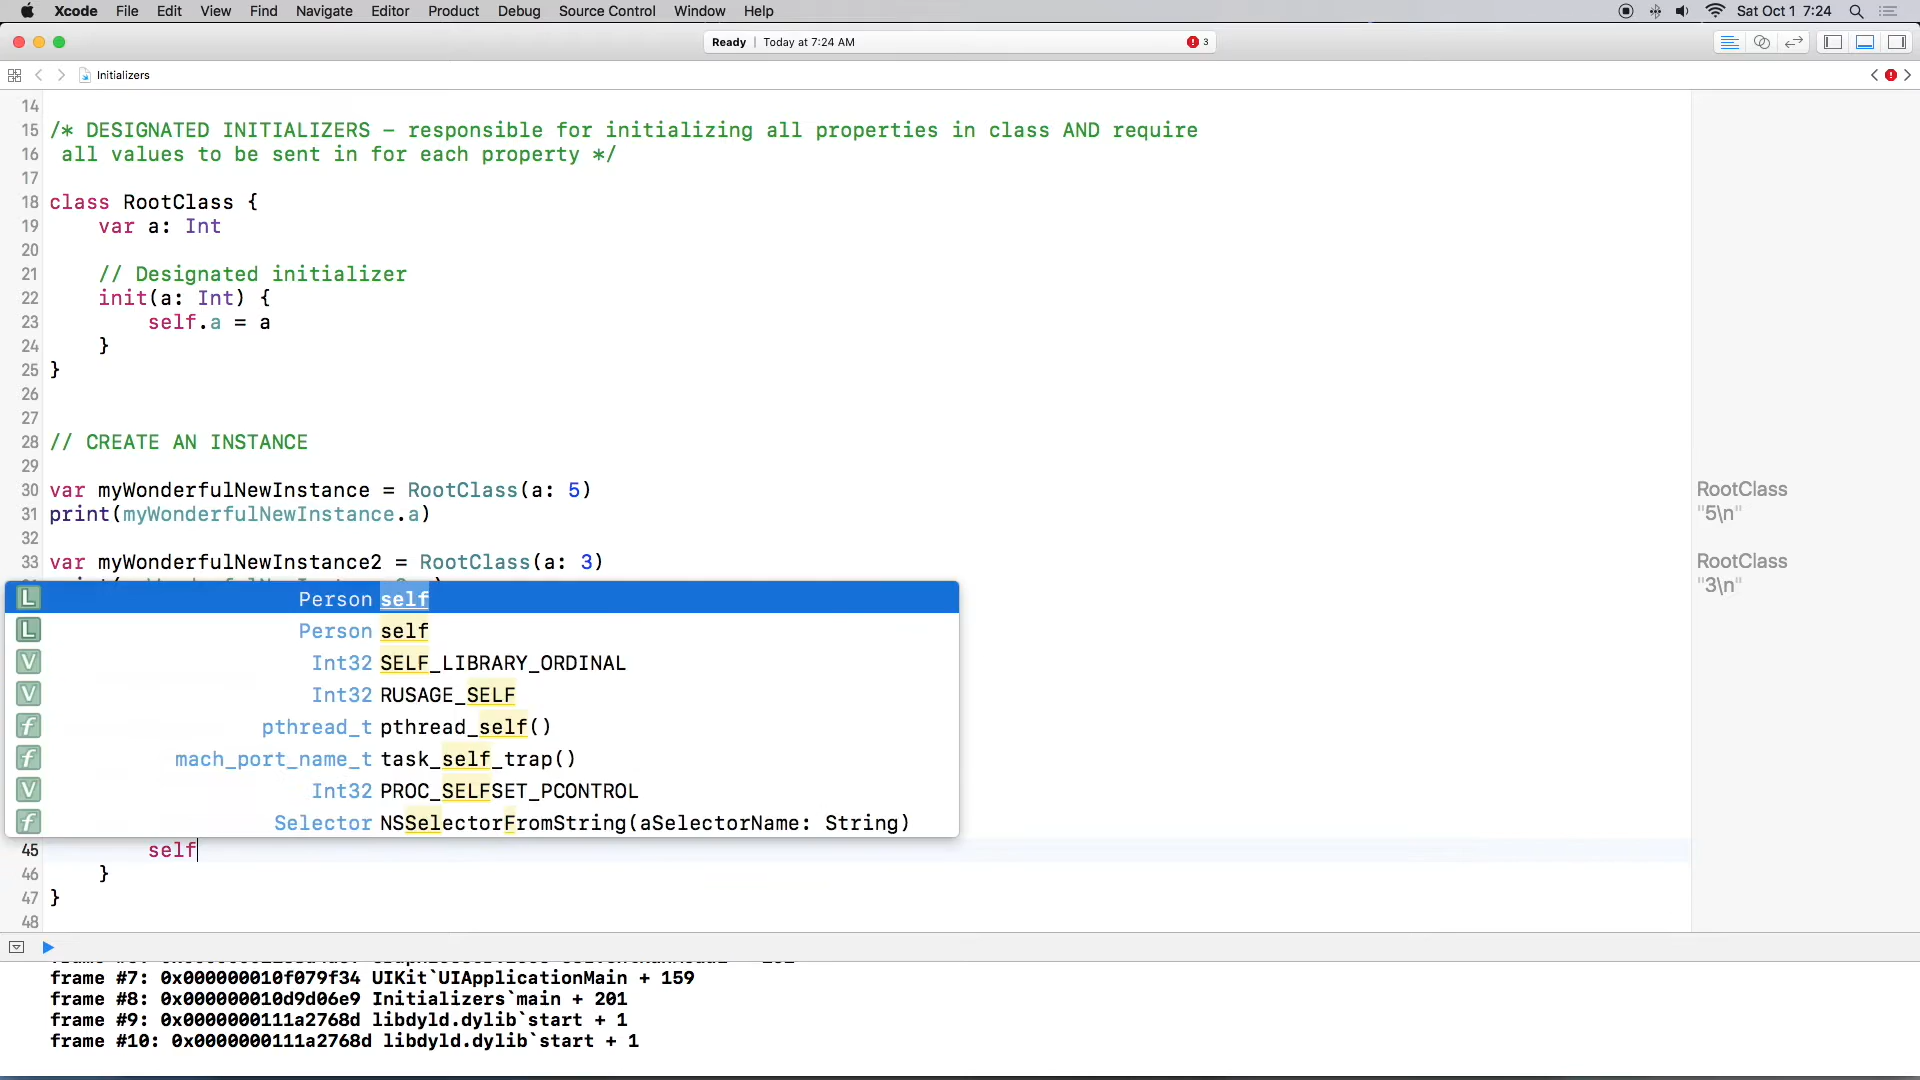 Xcode File Edit View Find Navigate Editor Product Debug Source Control Window Help Sat Oct 1 7:24
Ready | Today at 7:24 AM 3
Initializers
14
15 /* DESIGNATED INITIALIZERS – responsible for initializing all properties in class AND require
16 all values to be sent in for each property */
17
18 class RootClass {
19 var a: Int
20
21 // Designated initializer
22 init(a: Int) {
23 self.a = a
24 }
25 }
26
27
28 // CREATE AN INSTANCE
29
30 var myWonderfulNewInstance = RootClass(a: 5) RootClass
31 print(myWonderfulNewInstance.a) "5\n"
32
33 var myWonderfulNewInstance2 = RootClass(a: 3) RootClass
"3\n"
L Person self
L Person self
V Int32 SELF_LIBRARY_ORDINAL
V Int32 RUSAGE_SELF
f pthread_t pthread_self()
f mach_port_name_t task_self_trap()
V Int32 PROC_SELFSET_PCONTROL
f Selector NSSelectorFromString(aSelectorName: String)
45 self
46 }
47 }
48
frame #7: 0x000000010f079f34 UIKit`UIApplicationMain + 159
frame #8: 0x000000010d9d06e9 Initializers`main + 201
frame #9: 0x0000000111a2768d libdyld.dylib`start + 1
frame #10: 0x0000000111a2768d libdyld.dylib`start + 1